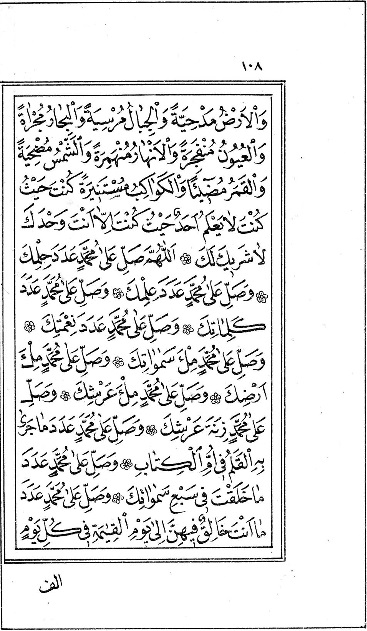 ١٠٨
وَالْاَرْضُ مَدْحِيَّةً وَالْجِبَالُ مُرْسِيَةً وَالْبِحَارُ مُجْرَاةً
وَالْعُيُونُ مُنْفَجِرَةً وَالْاَنْهَارُ مُنْهَمِرَةً وَالشَّمْسُ مُضْحِيَةً
وَالْقَمَرُ مُضِيْئًا وَالْكَوَاكِبُ مُسْتَنِيْرَةً كُنْتَ حَيْثُ
كُنْتَ لَا يَعْلَمُ اَحَدٌ حَيْثُ كُنْتَ اِلَّا اَنْتَ وَحْدَكَ
لَا شَرِيكَ لَكَ ۞ اَللّٰهُمَّ صَلِّ عَلٰى مُحَمَّدٍ عَدَدَ حِلْمِكَ
۞ وَصَلِّ عَلٰى مُحَمَّدٍ عَدَدَ عِلْمِكَ ۞ وَصَلِّ عَلٰى مُحَمَّدٍ عَدَدَ
كَلِمَاتِكَ ۞ وَصَلِّ عَلٰى مُحَمَّدٍ عَدَدَ نِعْمَتِكَ ۞
وَصَلِّ عَلٰى مُحَمَّدٍ مِلْءَ سَمٰوَاتِكَ ۞ وَصَلِّ عَلٰى مُحَمَّدٍ مِلْءَ
اَرْضِكَ ۞ وَصَلِّ عَلٰى مُحَمَّدٍ مِلْءَ عَرْشِكَ ۞ وَصَلِّ
عَلٰى مُحَمَّدٍ زِنَةَ عَرْشِكَ ۞ وَصَلِّ عَلٰى مُحَمَّدٍ عَدَدَ مَا جَرٰى
بِهِ الْقَلَمُ فِى اُمِّ الْكِتَابِ ۞ وَصَلِّ عَلٰى مُحَمَّدٍ عَدَدَ
مَا خَلَقْتَ فِى سَبْعِ سَمٰوَاتِكَ ۞ وَصَلِّ عَلٰى مُحَمَّدٍ عَدَدَ
مَا اَنْتَ خَالِقٌ فِيْهِنَّ اِلٰى يَوْمِ الْقِيٰمَةِ فِى كُلِّ يَوْمٍ
الف